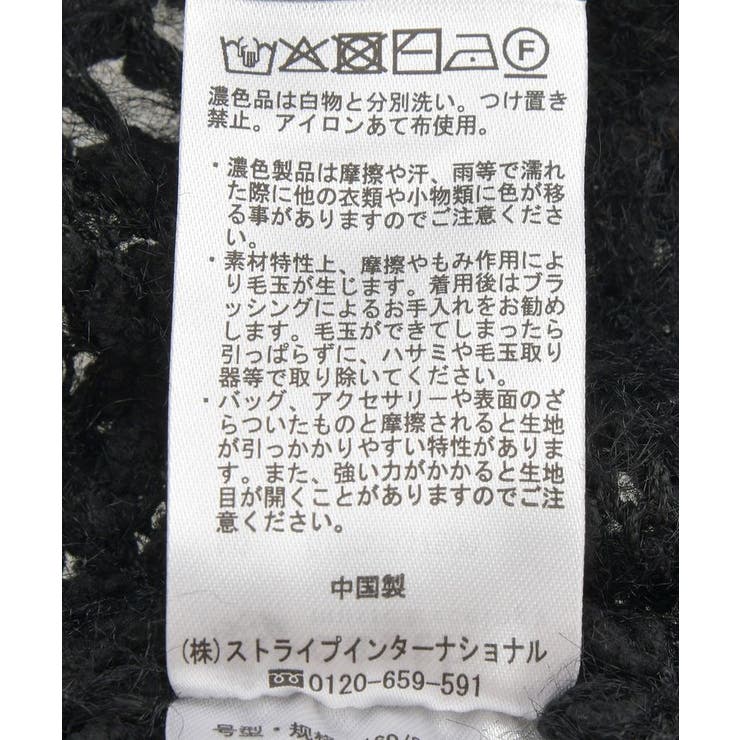 F
濃色品は白物と分別洗い。つけ置き
禁止。アイロンあて布使用。
・濃色製品は摩擦や汗、雨等で濡れ
た際に他の衣類や小物類に色が移
る事がありますのでご注意くださ
い。
・素材特性上、摩擦やもみ作用によ
り毛玉が生じます。着用後はブラ
ッシングによるお手入れをお勧め
します。毛玉ができてしまったら
引っぱらずに、ハサミや毛玉取り
器等で取り除いてください。
・バッグ、アクセサリーや表面のざ
らついたものと摩擦されると生地
が引っかかりやすい特性がありま
す。また、強い力がかかると生地
目が開くことがありますのでご注
意ください。
中国製
(株)ストライプインターナショナル
0120-659-591
号型・规格